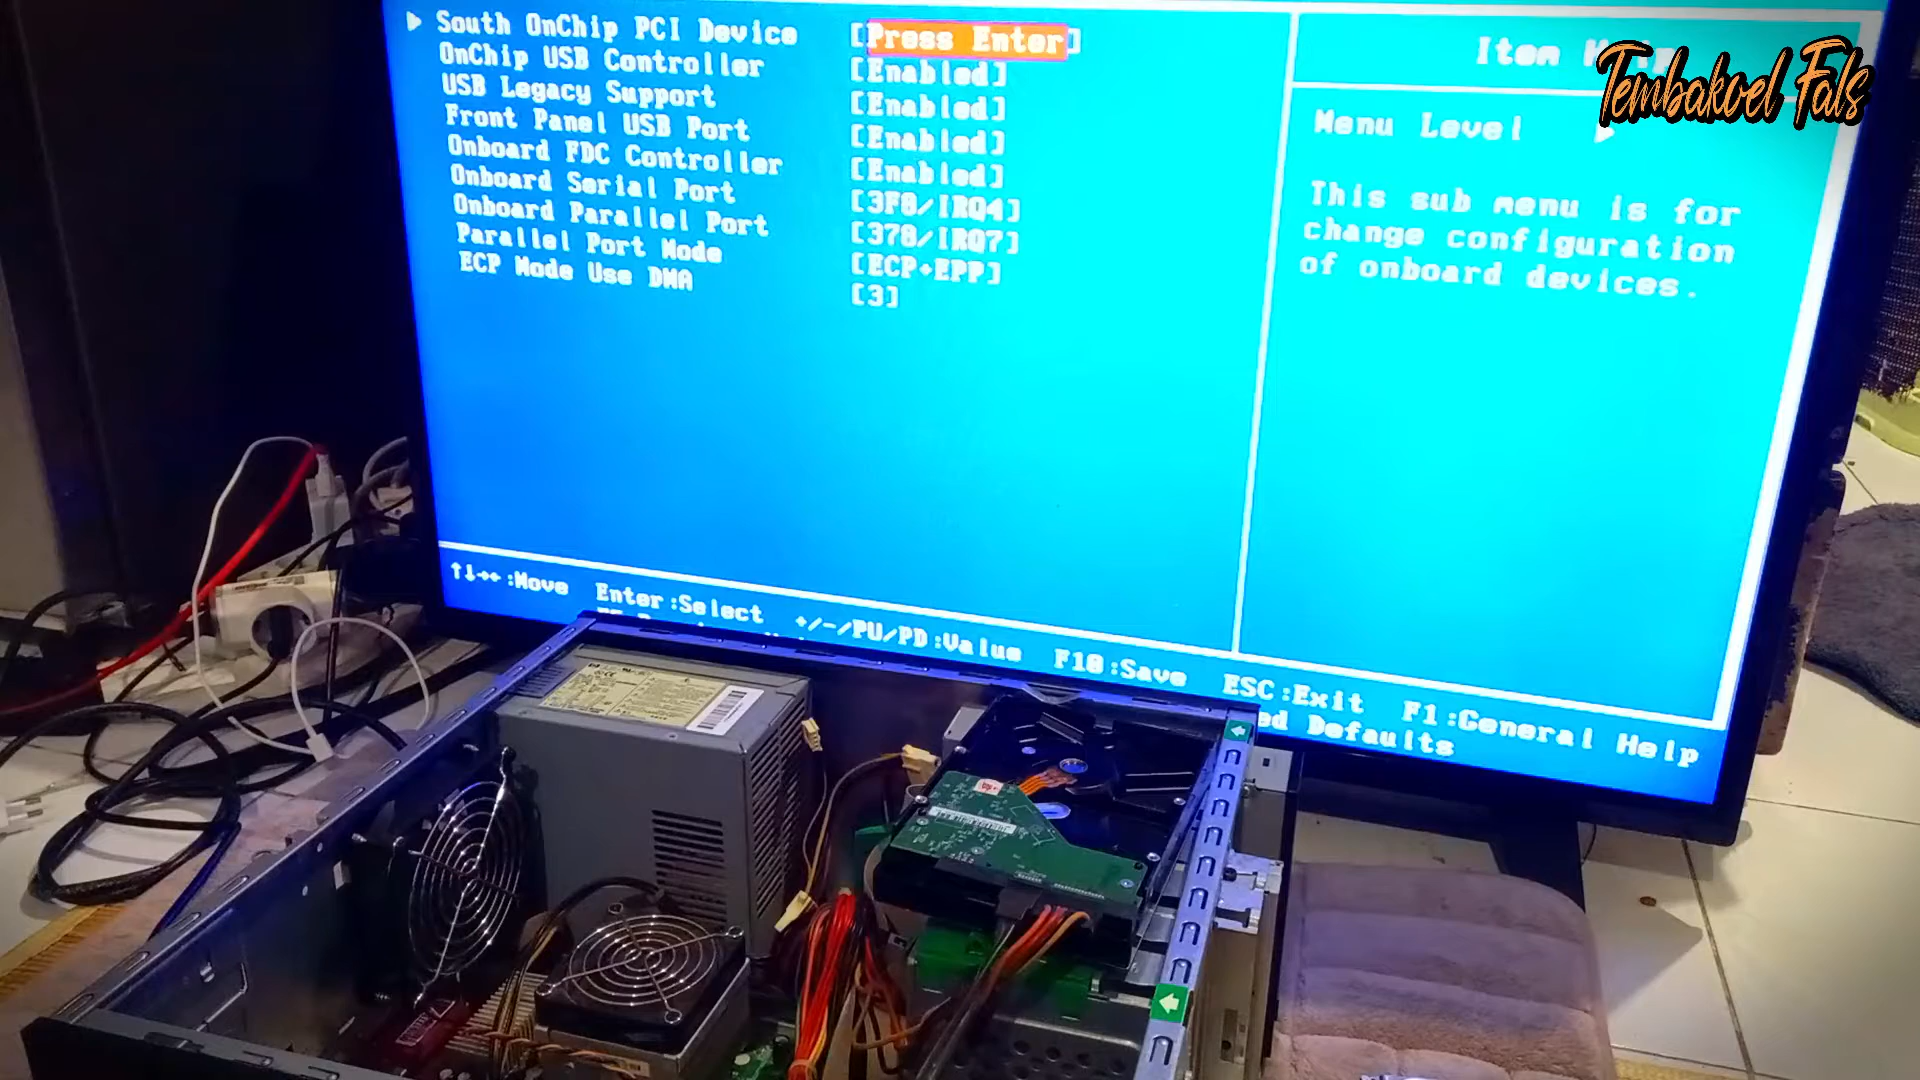 South OnChip PCI Device [Press Enter]
OnChip USB Controller [Enabled]
USB Legacy Support [Enabled]
Front Panel USB Port [Enabled]
Onboard FDC Controller [Enabled]
Onboard Serial Port [3F8/IRQ4]
Onboard Parallel Port [378/IRQ7]
Parallel Port Mode [ECP+EPP]
ECP Mode Use DMA [3]
Item Help
Menu Level
This sub menu is for
change configuration
of onboard devices.
↑↓→←:Move Enter:Select +/-/PU/PD:Value F10:Save ESC:Exit F1:General Help
ed Defaults
Tembakoel Fals